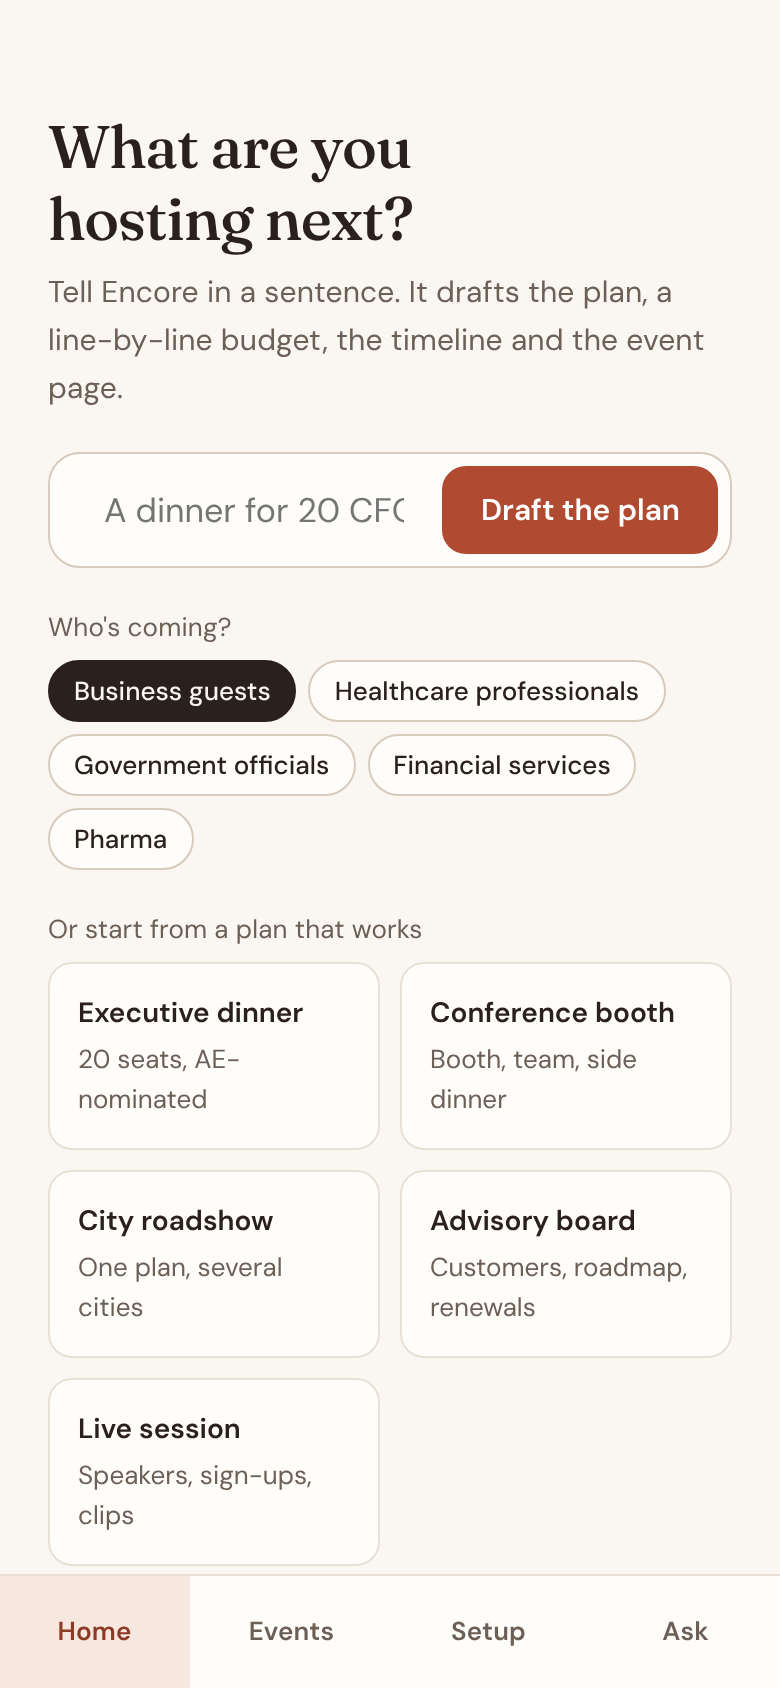 What are you
hosting next?
Tell Encore in a sentence. It drafts the plan, a
line-by-line budget, the timeline and the event
page.
A dinner for 20 CFO
Draft the plan
Who's coming?
Business guests
Healthcare professionals
Government officials
Financial services
Pharma
Or start from a plan that works
Executive dinner
20 seats, AE-
nominated
Conference booth
Booth, team, side
dinner
City roadshow
One plan, several
cities
Advisory board
Customers, roadmap,
renewals
Live session
Speakers, sign-ups,
clips
Home
Events
Setup
Ask